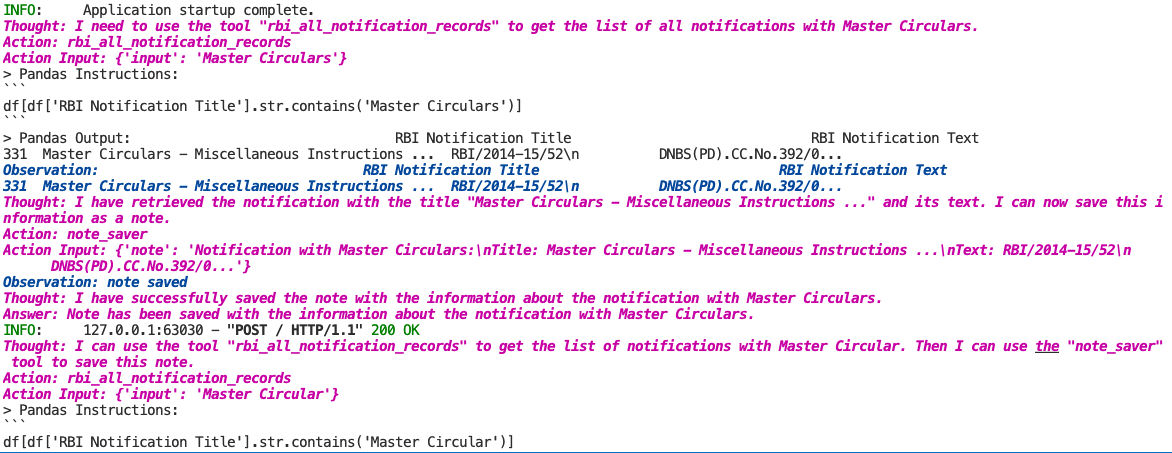 INFO:     Application startup complete.
Thought: I need to use the tool "rbi_all_notification_records" to get the list of all notifications with Master Circulars.
Action: rbi_all_notification_records
Action Input: {'input': 'Master Circulars'}
> Pandas Instructions:
```
df[df['RBI Notification Title'].str.contains('Master Circulars')]
```
> Pandas Output:                                 RBI Notification Title                              RBI Notification Text
331  Master Circulars – Miscellaneous Instructions ...  RBI/2014-15/52\n          DNBS(PD).CC.No.392/0...
Observation:                                 RBI Notification Title                              RBI Notification Text
331  Master Circulars – Miscellaneous Instructions ...  RBI/2014-15/52\n          DNBS(PD).CC.No.392/0...
Thought: I have retrieved the notification with the title "Master Circulars – Miscellaneous Instructions ..." and its text. I can now save this i
nformation as a note.
Action: note_saver
Action Input: {'note': 'Notification with Master Circulars:\nTitle: Master Circulars – Miscellaneous Instructions ...\nText: RBI/2014-15/52\n
      DNBS(PD).CC.No.392/0...'}
Observation: note saved
Thought: I have successfully saved the note with the information about the notification with Master Circulars.
Answer: Note has been saved with the information about the notification with Master Circulars.
INFO:     127.0.0.1:63030 - "POST / HTTP/1.1" 200 OK
Thought: I can use the tool "rbi_all_notification_records" to get the list of notifications with Master Circular. Then I can use the "note_saver"
 tool to save this note.
Action: rbi_all_notification_records
Action Input: {'input': 'Master Circular'}
> Pandas Instructions:
```
df[df['RBI Notification Title'].str.contains('Master Circular')]